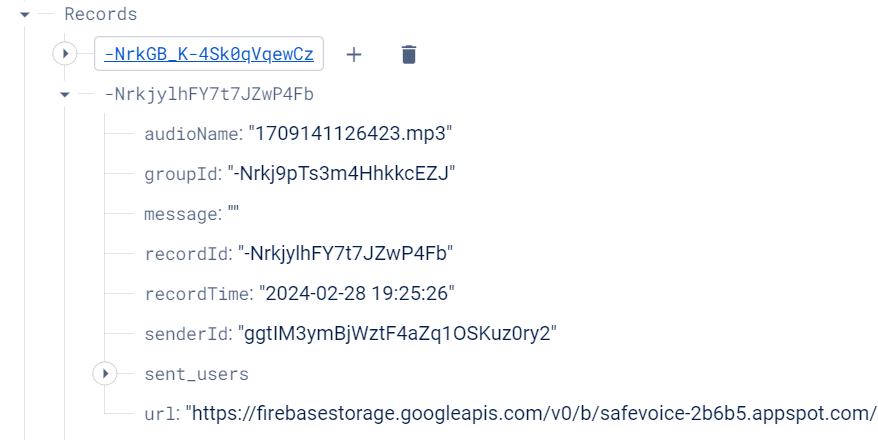 Records
-NrkGB_K-4Sk0qVqewCz
-NrkjylhFY7t7JZwP4Fb
audioName: "1709141126423.mp3"
groupId: "-Nrkj9pTs3m4HhkkcEZJ"
message: ""
recordId: "-NrkjylhFY7t7JZwP4Fb"
recordTime: "2024-02-28 19:25:26"
senderId: "ggtIM3ymBjWztF4aZq1OSKuz0ry2"
sent_users
url: "https://firebasestorage.googleapis.com/v0/b/safevoice-2b6b5.appspot.com/